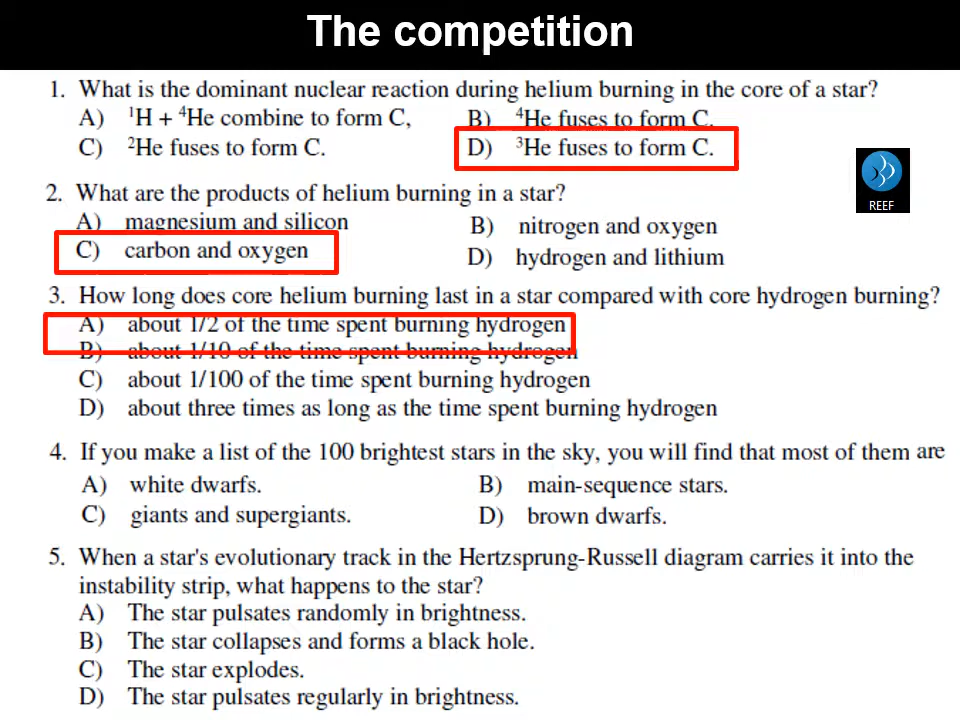 The competition
1. What is the dominant nuclear reaction during helium burning in the core of a star?
A) ¹H + ⁴He combine to form C, B) ⁴He fuses to form C.
C) ²He fuses to form C. D) ³He fuses to form C.
REEF
2. What are the products of helium burning in a star?
A) magnesium and silicon B) nitrogen and oxygen
C) carbon and oxygen D) hydrogen and lithium
3. How long does core helium burning last in a star compared with core hydrogen burning?
A) about 1/2 of the time spent burning hydrogen
B) about 1/10 of the time spent burning hydrogen
C) about 1/100 of the time spent burning hydrogen
D) about three times as long as the time spent burning hydrogen
4. If you make a list of the 100 brightest stars in the sky, you will find that most of them are
A) white dwarfs. B) main-sequence stars.
C) giants and supergiants. D) brown dwarfs.
5. When a star's evolutionary track in the Hertzsprung-Russell diagram carries it into the
instability strip, what happens to the star?
A) The star pulsates randomly in brightness.
B) The star collapses and forms a black hole.
C) The star explodes.
D) The star pulsates regularly in brightness.